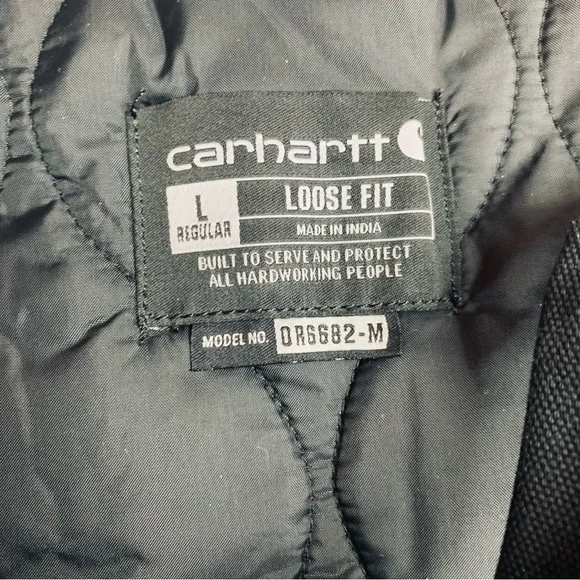 carhartt
L
REGULAR
LOOSE FIT
MADE IN INDIA
BUILT TO SERVE AND PROTECT
ALL HARDWORKING PEOPLE
MODEL NO. OR6682-M